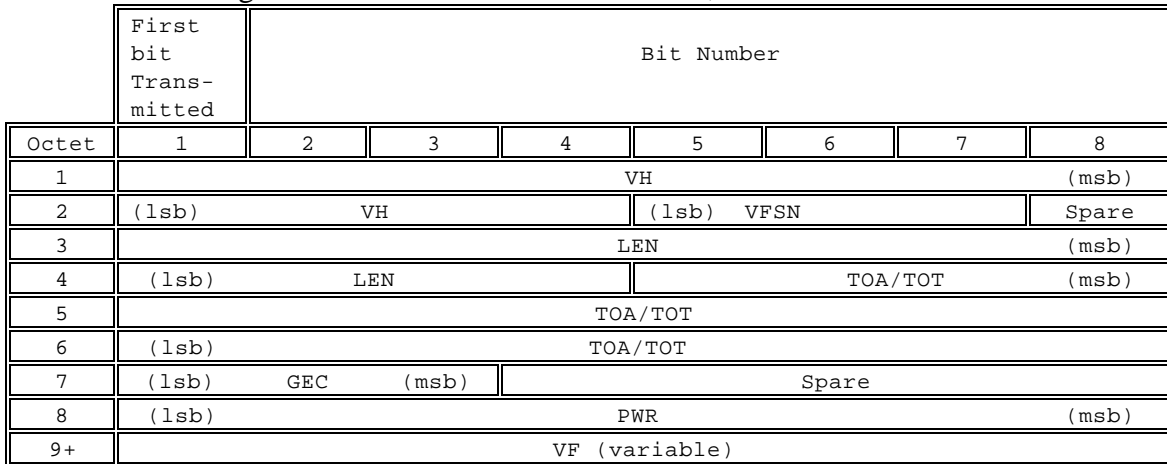 First
bit
Trans-
mitted
Bit Number
Octet 1 2 3 4 5 6 7 8
1 VH (msb)
2 (lsb) VH (lsb) VFSN Spare
3 LEN (msb)
4 (lsb) LEN TOA/TOT (msb)
5 TOA/TOT
6 (lsb) TOA/TOT
7 (lsb) GEC (msb) Spare
8 (lsb) PWR (msb)
9+ VF (variable)